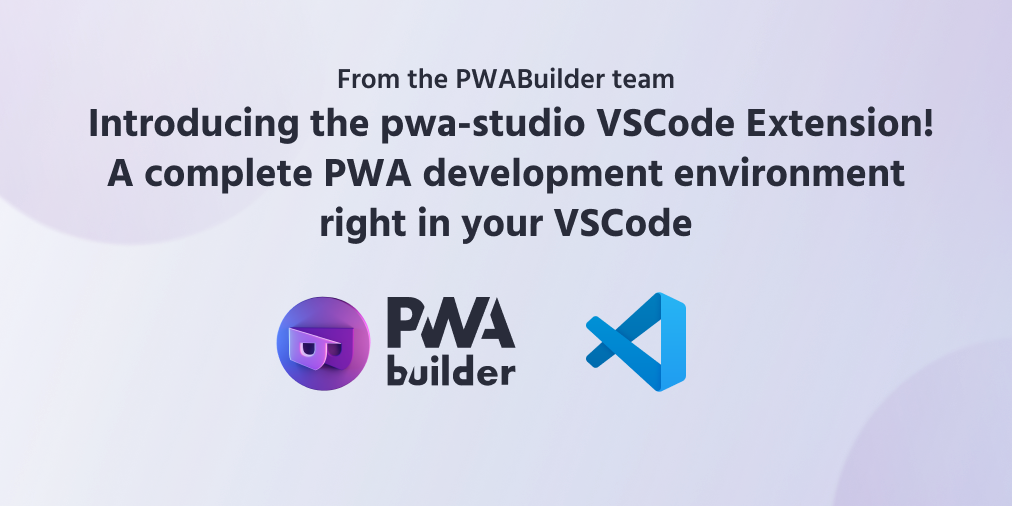 From the PWABuilder team
Introducing the pwa-studio VSCode Extension!
A complete PWA development environment
right in your VSCode
PWA
builder